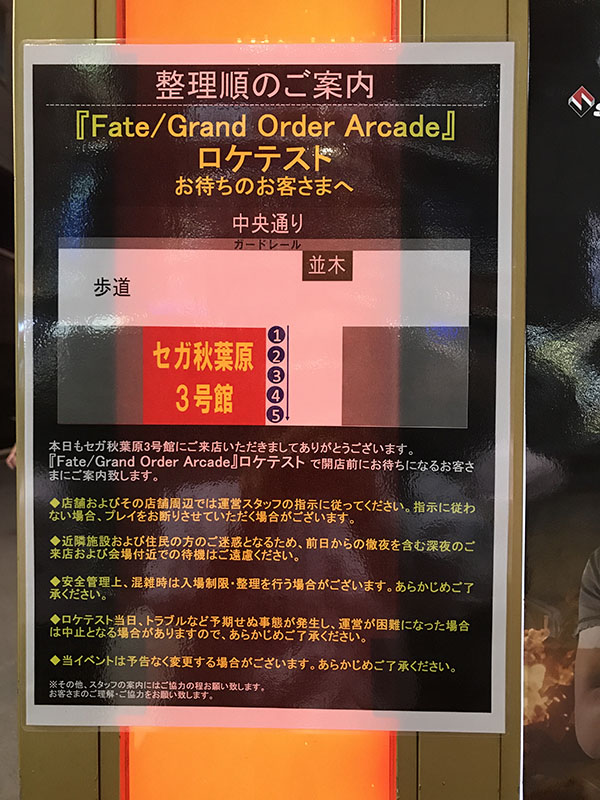 整理順のご案内
『Fate/Grand Order Arcade』
ロケテスト
お待ちのお客さまへ
中央通り
ガードレール
並木
歩道
セガ秋葉原
3号館
①
②
③
④
⑤
本日もセガ秋葉原3号館にご来店いただきましてありがとうございます。
『Fate/Grand Order Arcade』ロケテスト で開店前にお待ちになるお客さ
まにご案内致します。
◆店舗およびその店舗周辺では運営スタッフの指示に従ってください。指示に従わ
ない場合、プレイをお断りさせていただく場合がございます。
◆近隣施設および住民の方のご迷惑となるため、前日からの徹夜を含む深夜のご
来店および会場付近での待機はご遠慮ください。
◆安全管理上、混雑時は入場制限・整理を行う場合がございます。あらかじめご了
承ください。
◆ロケテスト当日、トラブルなど予期せぬ事態が発生し、運営が困難になった場合
は中止となる場合がありますので、あらかじめご了承ください。
◆当イベントは予告なく変更する場合がございます。あらかじめご了承ください。
※その他、スタッフの案内にはご協力の程お願い致します。
お客さまのご理解・ご協力をお願い致します。